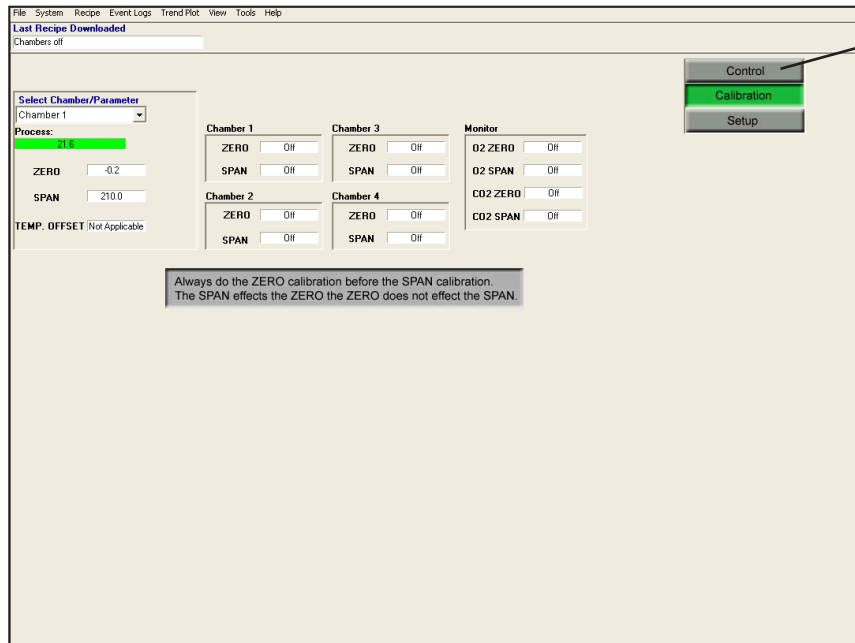 File System Recipe Event Logs Trend Plot View Tools Help
Last Recipe Downloaded
Chambers off
Control
Calibration
Setup
Select Chamber/Parameter
Chamber 1
Process:
21.6
ZERO -0.2
SPAN 210.0
TEMP. OFFSET Not Applicable
Chamber 1
ZERO Off
SPAN Off
Chamber 2
ZERO Off
SPAN Off
Chamber 3
ZERO Off
SPAN Off
Chamber 4
ZERO Off
SPAN Off
Monitor
O2 ZERO Off
O2 SPAN Off
CO2 ZERO Off
CO2 SPAN Off
Always do the ZERO calibration before the SPAN calibration.
The SPAN effects the ZERO the ZERO does not effect the SPAN.